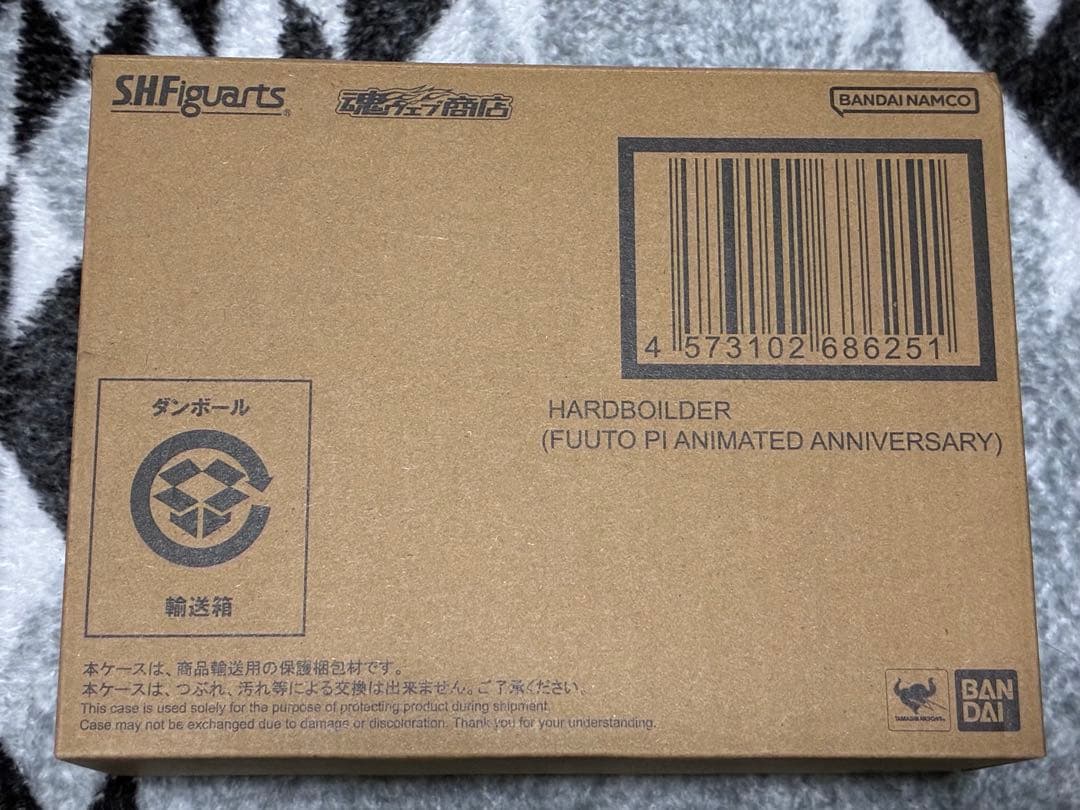 S.H.Figuarts®
魂ウェブ商店
BANDAI NAMCO
4 573102 686251
HARDBOILDER
(FUUTO PI ANIMATED ANNIVERSARY)
ダンボール
輸送箱
本ケースは、商品輸送用の保護梱包材です。
本ケースは、つぶれ、汚れ等による交換は出来ません。ご了承ください。
This case is used solely for the purpose of protecting product during shipment.
Case may not be exchanged due to damage or discoloration. Thank you for your understanding.
TAMASHII NATIONS
BAN
DAI